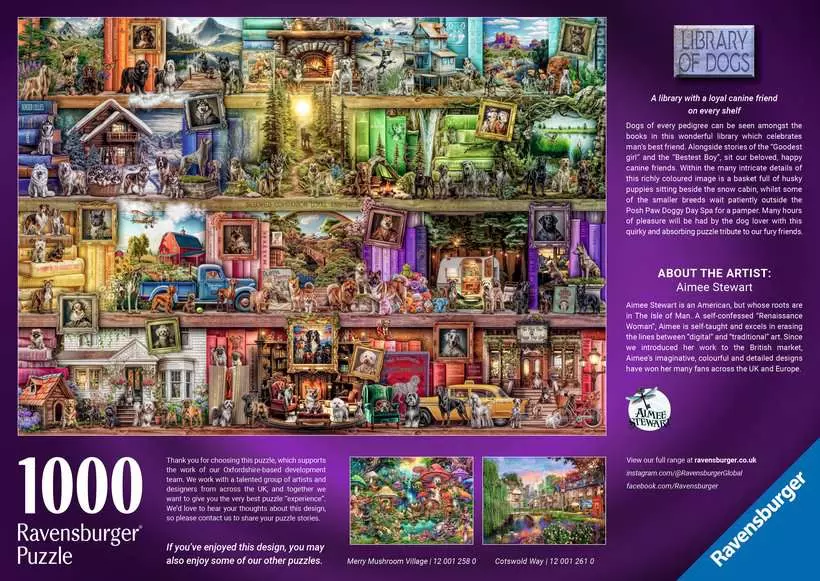 LIBRARY
OF DOGS
A library with a loyal canine friend
on every shelf
Dogs of every pedigree can be seen amongst the
books in this wonderful library which celebrates
man's best friend. Alongside stories of the "Goodest
girl" and the "Bestest Boy", sit our beloved, happy
canine friends. Within the many intricate details of
this richly coloured image is a basket full of husky
puppies sitting beside the snow cabin, whilst some
of the smaller breeds wait patiently outside the
Posh Paw Doggy Day Spa for a pamper. Many hours
of pleasure will be had by the dog lover with this
quirky and absorbing puzzle tribute to our fury friends.
ABOUT THE ARTIST:
Aimee Stewart
Aimee Stewart is an American, but whose roots are
in The Isle of Man. A self-confessed "Renaissance
Woman", Aimee is self-taught and excels in erasing
the lines between "digital" and "traditional" art. Since
we introduced her work to the British market,
Aimee's imaginative, colourful and detailed designs
have won her many fans across the UK and Europe.
AIMEE
STEWART
View our full range at ravensburger.co.uk
instagram.com/@RavensburgerGlobal
facebook.com/Ravensburger
Ravensburger
1000
Ravensburger®
Puzzle
Thank you for choosing this puzzle, which supports
the work of our Oxfordshire-based development
team. We work with a talented group of artists and
designers from across the UK, and together we
want to give you the very best puzzle "experience".
We'd love to hear your thoughts about this design,
so please contact us to share your puzzle stories.
If you've enjoyed this design, you may
also enjoy some of our other puzzles.
Merry Mushroom Village | 12 001 258 0
Cotswold Way | 12 001 261 0